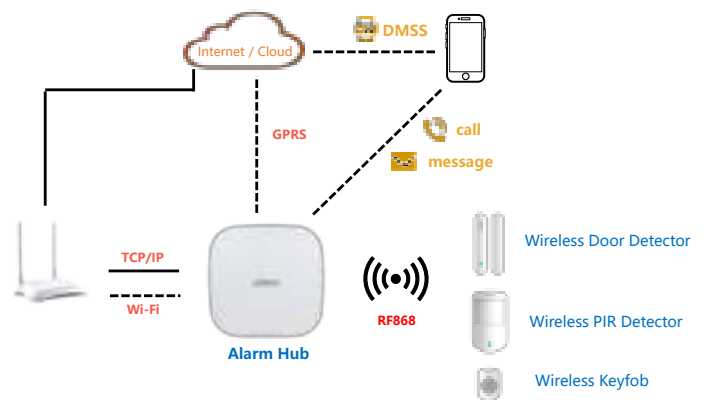 DMSS
Internet / Cloud
GPRS
call
message
TCP/IP
Wi-Fi
Alarm Hub
RF868
Wireless Door Detector
Wireless PIR Detector
Wireless Keyfob